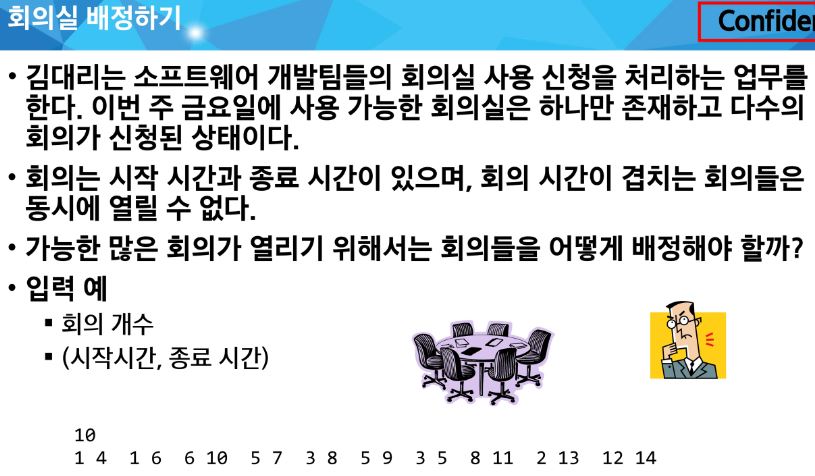 회의실 배정하기
• 김대리는 소프트웨어 개발팀들의 회의실 사용 신청을 처리하는 업무를
한다. 이번 주 금요일에 사용 가능한 회의실은 하나만 존재하고 다수의
회의가 신청된 상태이다.
• 회의는 시작 시간과 종료 시간이 있으며, 회의 시간이 겹치는 회의들은
동시에 열릴 수 없다.
• 가능한 많은 회의가 열리기 위해서는 회의들을 어떻게 배정해야 할까?
• 입력 예
▪ 회의 개수
▪ (시작시간, 종료 시간)
10
1 4 1 6 6 10 5 7 3 8 5 9 3 5 8 11 2 13 12 14